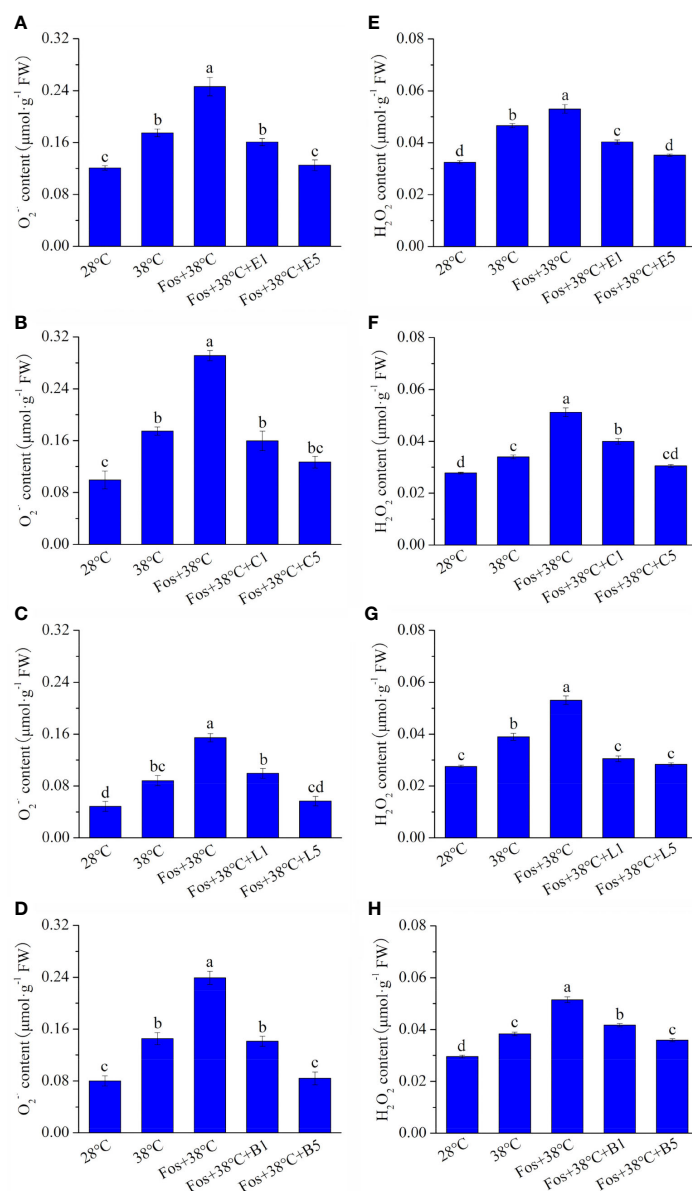 A
O₂·⁻ content (μmol·g⁻¹ FW)
0.32
0.24
0.16
0.12
0.00
c
b
a
b
c
28°C
38°C
Fos+38°C
Fos+38°C+E1
Fos+38°C+E5
E
H₂O₂ content (μmol·g⁻¹ FW)
0.08
0.06
0.04
0.02
0.00
d
b
a
c
d
28°C
38°C
Fos+38°C
Fos+38°C+E1
Fos+38°C+E5
B
O₂·⁻ content (μmol·g⁻¹ FW)
0.32
0.24
0.16
0.08
0.00
c
b
a
b
bc
28°C
38°C
Fos+38°C
Fos+38°C+C1
Fos+38°C+C5
F
H₂O₂ content (μmol·g⁻¹ FW)
0.08
0.06
0.04
0.02
0.00
d
c
a
b
cd
28°C
38°C
Fos+38°C
Fos+38°C+C1
Fos+38°C+C5
C
O₂·⁻ content (μmol·g⁻¹ FW)
0.32
0.24
0.16
0.08
0.00
d
bc
a
b
cd
28°C
38°C
Fos+38°C
Fos+38°C+L1
Fos+38°C+L5
G
H₂O₂ content (μmol·g⁻¹ FW)
0.08
0.06
0.04
0.02
0.00
c
b
a
c
c
28°C
38°C
Fos+38°C
Fos+38°C+L1
Fos+38°C+L5
D
O₂·⁻ content (μmol·g⁻¹ FW)
0.32
0.24
0.16
0.08
0.00
c
b
a
b
c
28°C
38°C
Fos+38°C
Fos+38°C+B1
Fos+38°C+B5
H
H₂O₂ content (μmol·g⁻¹ FW)
0.08
0.06
0.04
0.02
0.00
d
c
a
b
c
28°C
38°C
Fos+38°C
Fos+38°C+B1
Fos+38°C+B5